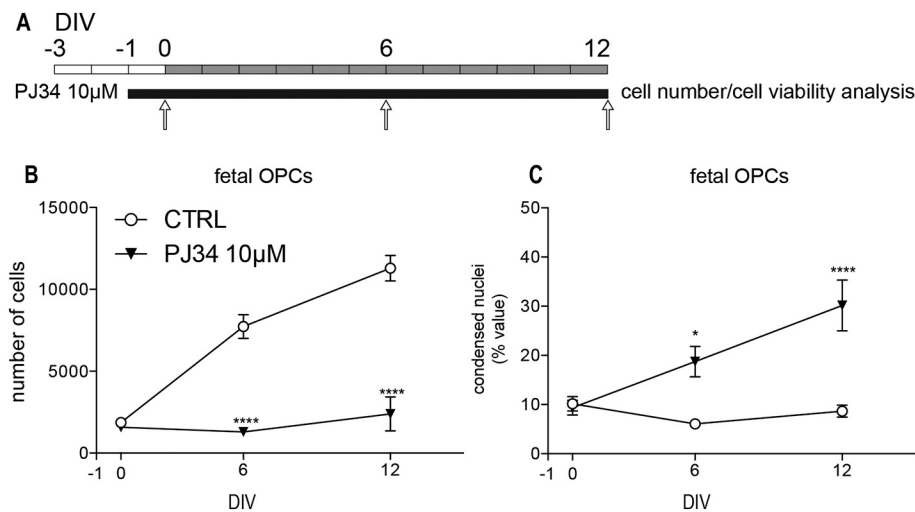 A
DIV
-3 -1 0 6 12
PJ34 10µM
cell number/cell viability analysis
B
fetal OPCs
number of cells
15000
10000
5000
0
CTRL
PJ34 10µM
****
****
-1 0 6 12
DIV
C
fetal OPCs
condensed nuclei
(% value)
50
40
30
20
10
0
*
****
-1 0 6 12
DIV